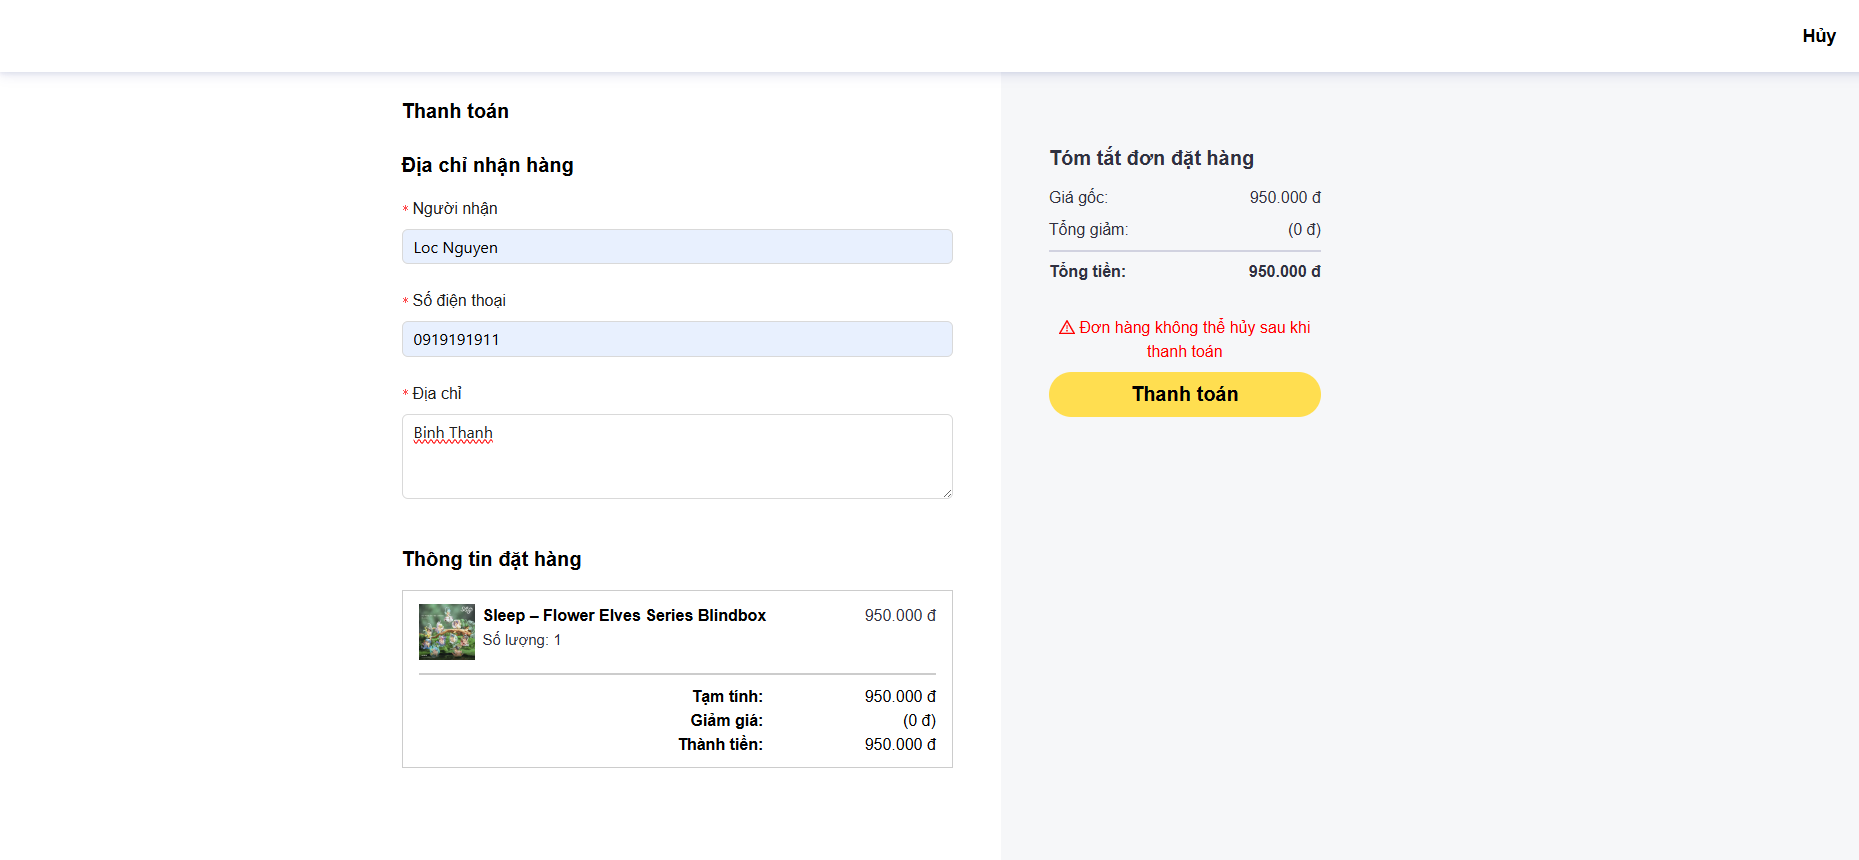 Hủy
Thanh toán
Địa chỉ nhận hàng
* Người nhận
Loc Nguyen
* Số điện thoại
0919191911
* Địa chỉ
Binh Thanh
Thông tin đặt hàng
Sleep – Flower Elves Series Blindbox 950.000 đ
Số lượng: 1
Tạm tính: 950.000 đ
Giảm giá: (0 đ)
Thành tiền: 950.000 đ
Tóm tắt đơn đặt hàng
Giá gốc: 950.000 đ
Tổng giảm: (0 đ)
Tổng tiền: 950.000 đ
Đơn hàng không thể hủy sau khi
thanh toán
Thanh toán